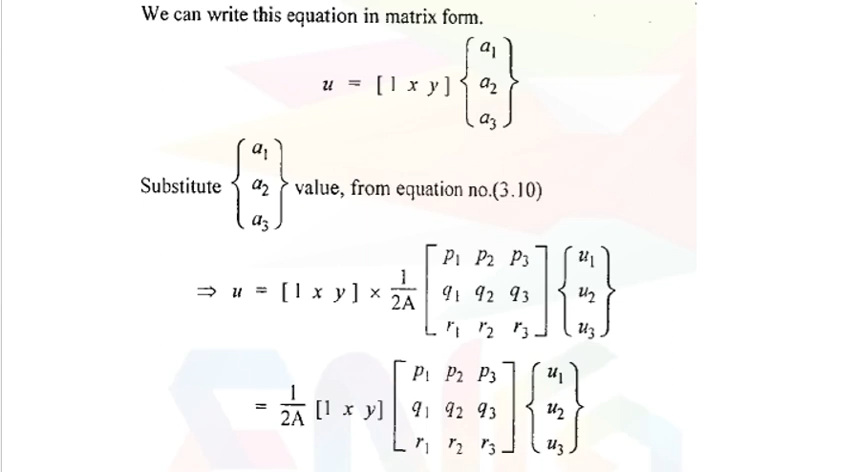 We can write this equation in matrix form.
u = [1 x y] { a₁ a₂ a₃ }
Substitute { a₁ a₂ a₃ } value, from equation no.(3.10)
⇒ u = [1 x y] × 1/2A [ p₁ p₂ p₃ q₁ q₂ q₃ r₁ r₂ r₃ ] { u₁ u₂ u₃ }
= 1/2A [1 x y] [ p₁ p₂ p₃ q₁ q₂ q₃ r₁ r₂ r₃ ] { u₁ u₂ u₃ }